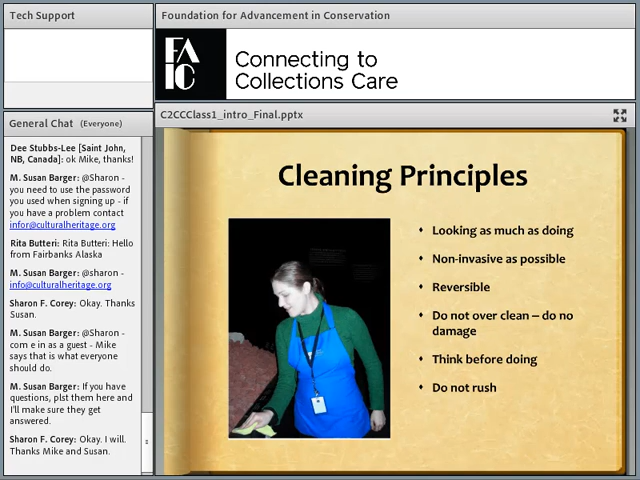 Tech Support
Foundation for Advancement in Conservation
FA
IC
Connecting to
Collections Care
General Chat (Everyone)
Dee Stubbs-Lee [Saint John,
NB, Canada]: ok Mike, thanks!
M. Susan Barger: @Sharon -
you need to use the password
you used when signing up - if
you have a problem contact
infor@culturalheritage.org
Rita Butteri: Rita Butteri: Hello
from Fairbanks Alaska
M. Susan Barger: @sharon -
info@culturalheritage.org
Sharon F. Corey: Okay. Thanks
Susan.
M. Susan Barger: @Sharon -
com e in as a guest - Mike
says that is what everyone
should do.
M. Susan Barger: If you have
questions, plst them here and
I'll make sure they get
answered.
Sharon F. Corey: Okay. I will.
Thanks Mike and Susan.
C2CCClass1_intro_Final.pptx
Cleaning Principles
Looking as much as doing
Non-invasive as possible
Reversible
Do not over clean – do no
damage
Think before doing
Do not rush